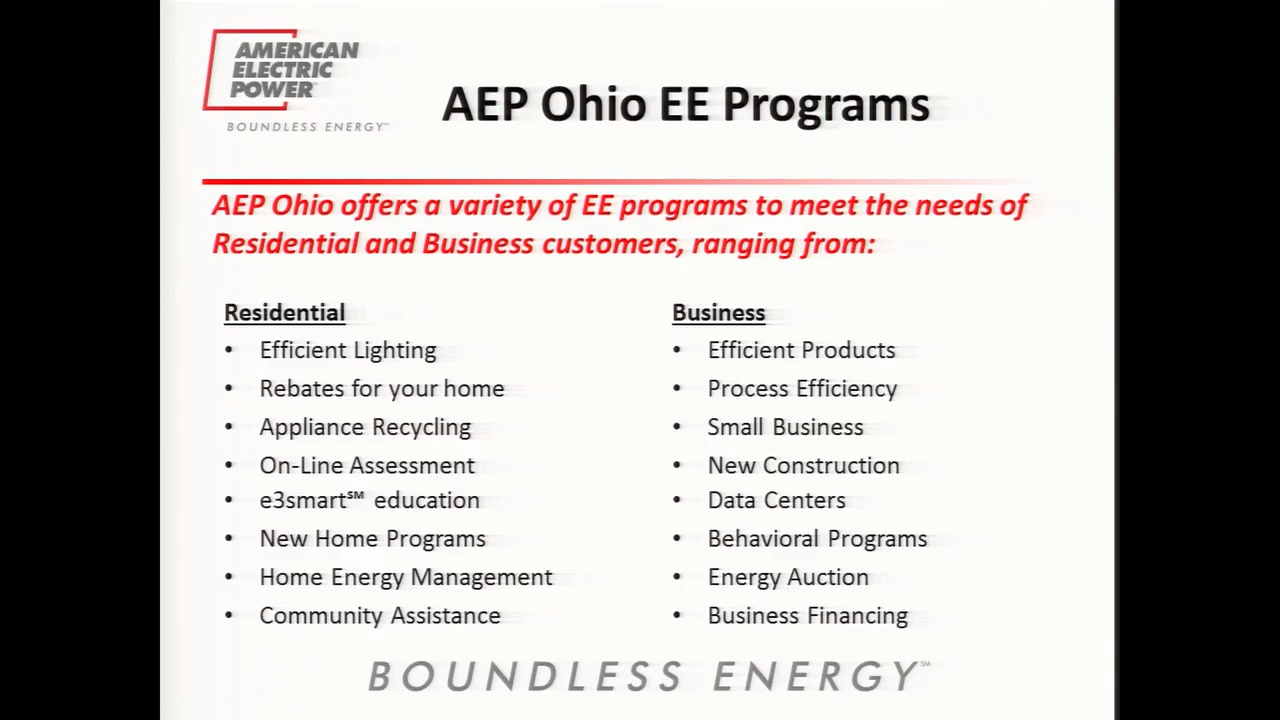 AMERICAN
ELECTRIC
POWER
BOUNDLESS ENERGY™
AEP Ohio EE Programs
AEP Ohio offers a variety of EE programs to meet the needs of
Residential and Business customers, ranging from:
Residential
• Efficient Lighting
• Rebates for your home
• Appliance Recycling
• On-Line Assessment
• e3smart℠ education
• New Home Programs
• Home Energy Management
• Community Assistance
Business
• Efficient Products
• Process Efficiency
• Small Business
• New Construction
• Data Centers
• Behavioral Programs
• Energy Auction
• Business Financing
BOUNDLESS ENERGY℠